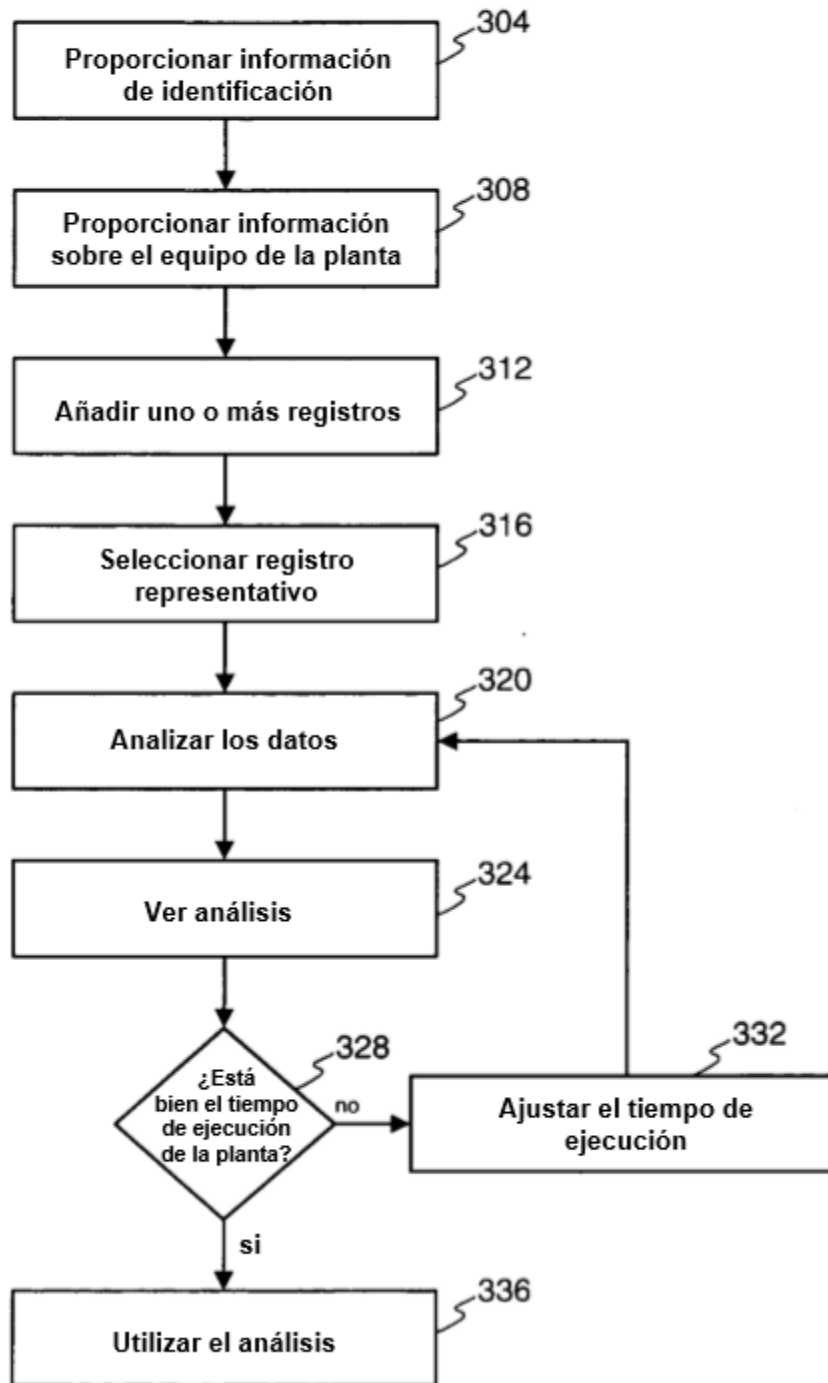 304
Proporcionar información
de identificación
308
Proporcionar información
sobre el equipo de la planta
312
Añadir uno o más registros
316
Seleccionar registro
representativo
320
Analizar los datos
324
Ver análisis
328
¿Está
bien el tiempo
de ejecución
de la planta?
no
332
Ajustar el tiempo de
ejecución
si
336
Utilizar el análisis